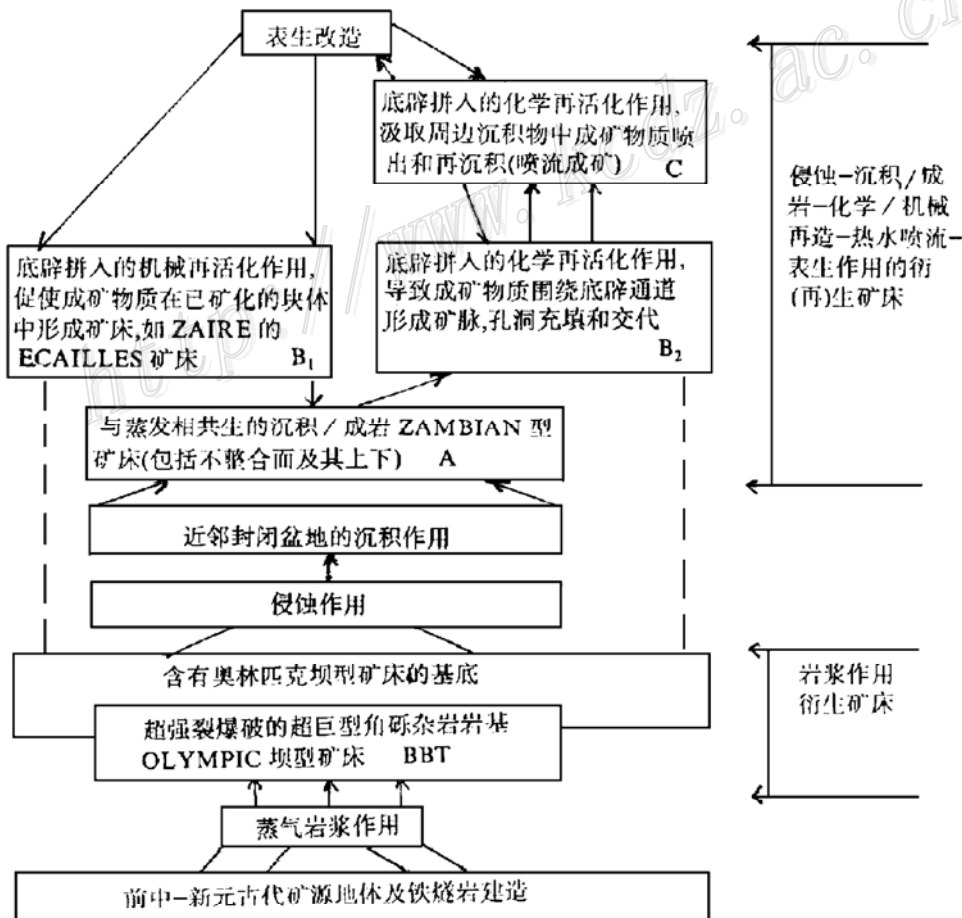 表生改造
底辟拼入的化学再活化作用,
汲取周边沉积物中成矿物质喷
出和再沉积(喷流成矿) C
侵蚀-沉积/成
岩-化学/机械
再造-热水喷流-
表生作用的衍
(再)生矿床
底辟拼入的机械再活化作用,
促使成矿物质在已矿化的块体
中形成矿床,如 ZAIRE 的
ECAILLES 矿床 B1
底辟拼入的化学再活化作用,
导致成矿物质围绕底辟通道
形成矿脉,孔洞充填和交代
B2
与蒸发相共生的沉积/成岩 ZAMBIAN 型
矿床(包括不整合面及其上下) A
近邻封闭盆地的沉积作用
侵蚀作用
含有奥林匹克坝型矿床的基底
岩浆作用
衍生矿床
超强裂爆破的超巨型角砾杂岩岩基
OLYMPIC 坝型矿床 BBT
蒸气岩浆作用
前中-新元古代矿源地体及铁燧岩建造
http://www.kcdz.ac.cn